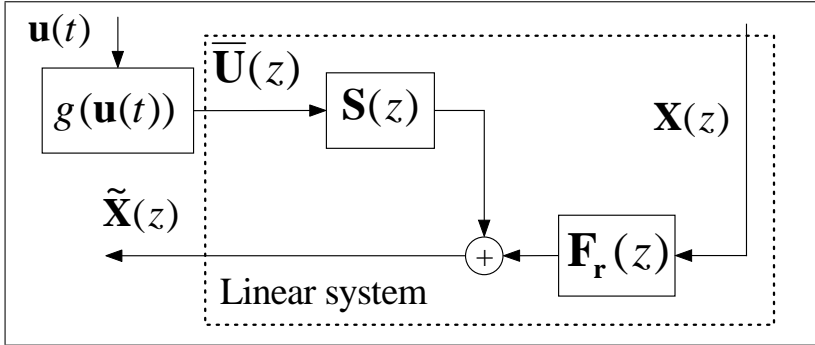 u(t)
g(u(t))
U̅(z)
S(z)
X(z)
X̃(z)
+
F_r(z)
Linear system